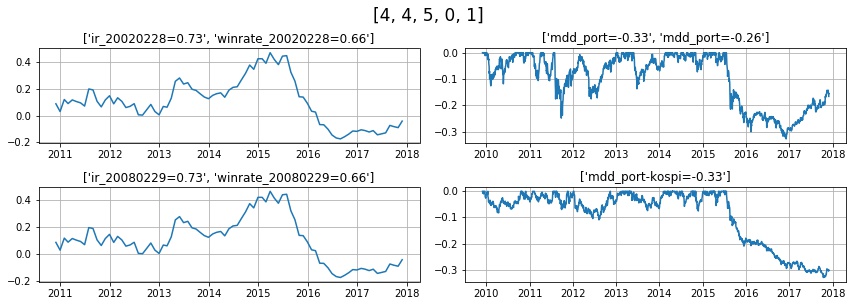 [4, 4, 5, 0, 1]
['ir_20020228=0.73', 'winrate_20020228=0.66']
0.4
0.2
0.0
−0.2
2011 2012 2013 2014 2015 2016 2017 2018
['mdd_port=-0.33', 'mdd_port=-0.26']
0.0
−0.1
−0.2
−0.3
2010 2011 2012 2013 2014 2015 2016 2017 2018
['ir_20080229=0.73', 'winrate_20080229=0.66']
0.4
0.2
0.0
−0.2
2011 2012 2013 2014 2015 2016 2017 2018
['mdd_port-kospi=-0.33']
0.0
−0.1
−0.2
−0.3
2010 2011 2012 2013 2014 2015 2016 2017 2018